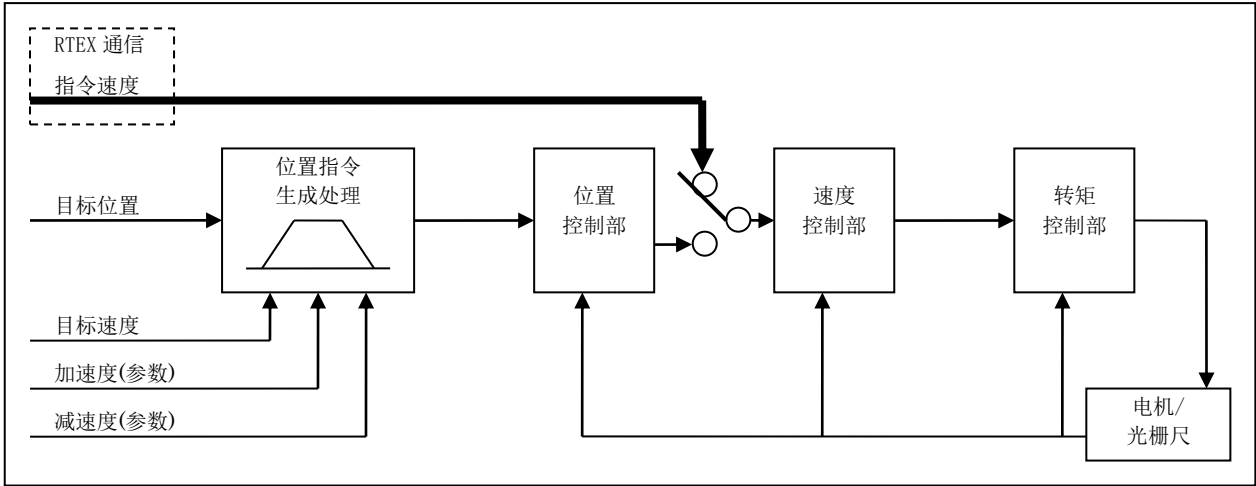 RTEX 通信
指令速度
位置指令
生成处理
目标位置
位置
控制部
速度
控制部
转矩
控制部
目标速度
加速度(参数)
减速度(参数)
电机/
光栅尺